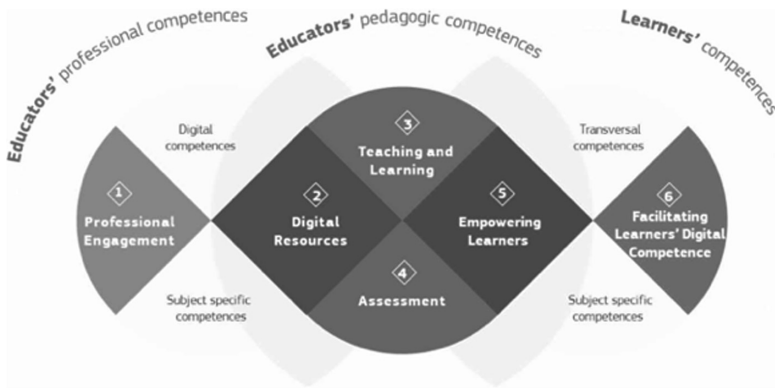 Educators' professional competences
Educators' pedagogic competences
Learners' competences
Digital
competences
Transversal
competences
1
Professional
Engagement
2
Digital
Resources
3
Teaching and
Learning
4
Assessment
5
Empowering
Learners
6
Facilitating
Learners' Digital
Competence
Subject specific
competences
Subject specific
competences